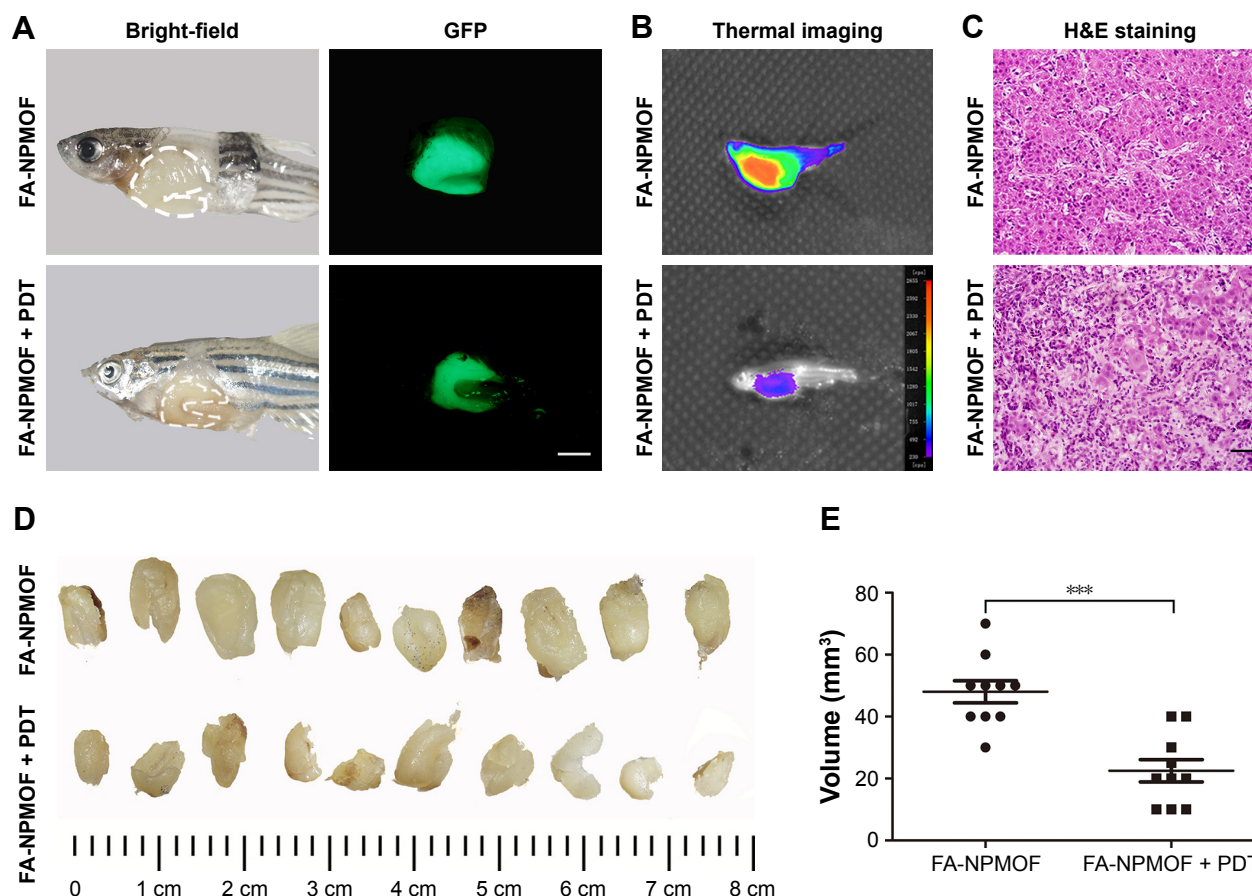 A
Bright-field
GFP
B
Thermal imaging
C
H&E staining
FA-NPMOF
FA-NPMOF
FA-NPMOF
FA-NPMOF + PDT
FA-NPMOF + PDT
FA-NPMOF + PDT
D
FA-NPMOF
FA-NPMOF + PDT
0 1 cm 2 cm 3 cm 4 cm 5 cm 6 cm 7 cm 8 cm
E
***
Volume (mm³)
80
60
40
20
0
FA-NPMOF
FA-NPMOF + PDT